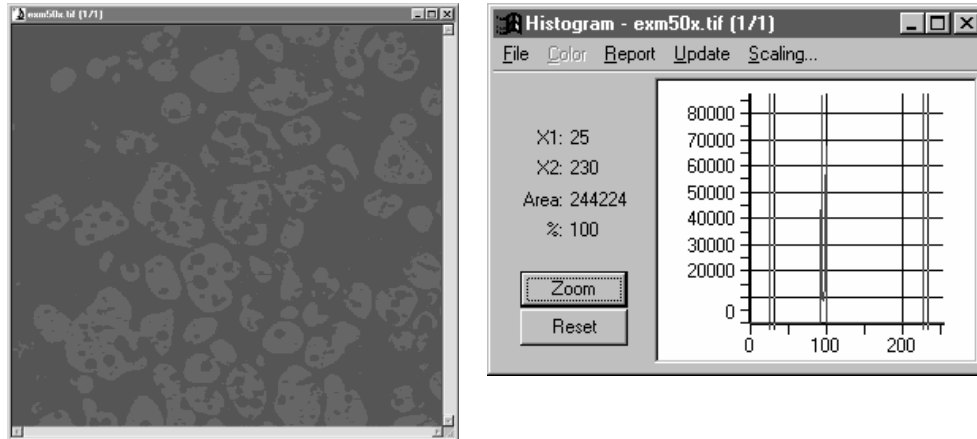 exm50x.tif (1/1)
Histogram - exm50x.tif (1/1)
File Color Report Update Scaling...
X1: 25
X2: 230
Area: 244224
%: 100
Zoom
Reset
80000
70000
60000
50000
40000
30000
20000
0
0 100 200